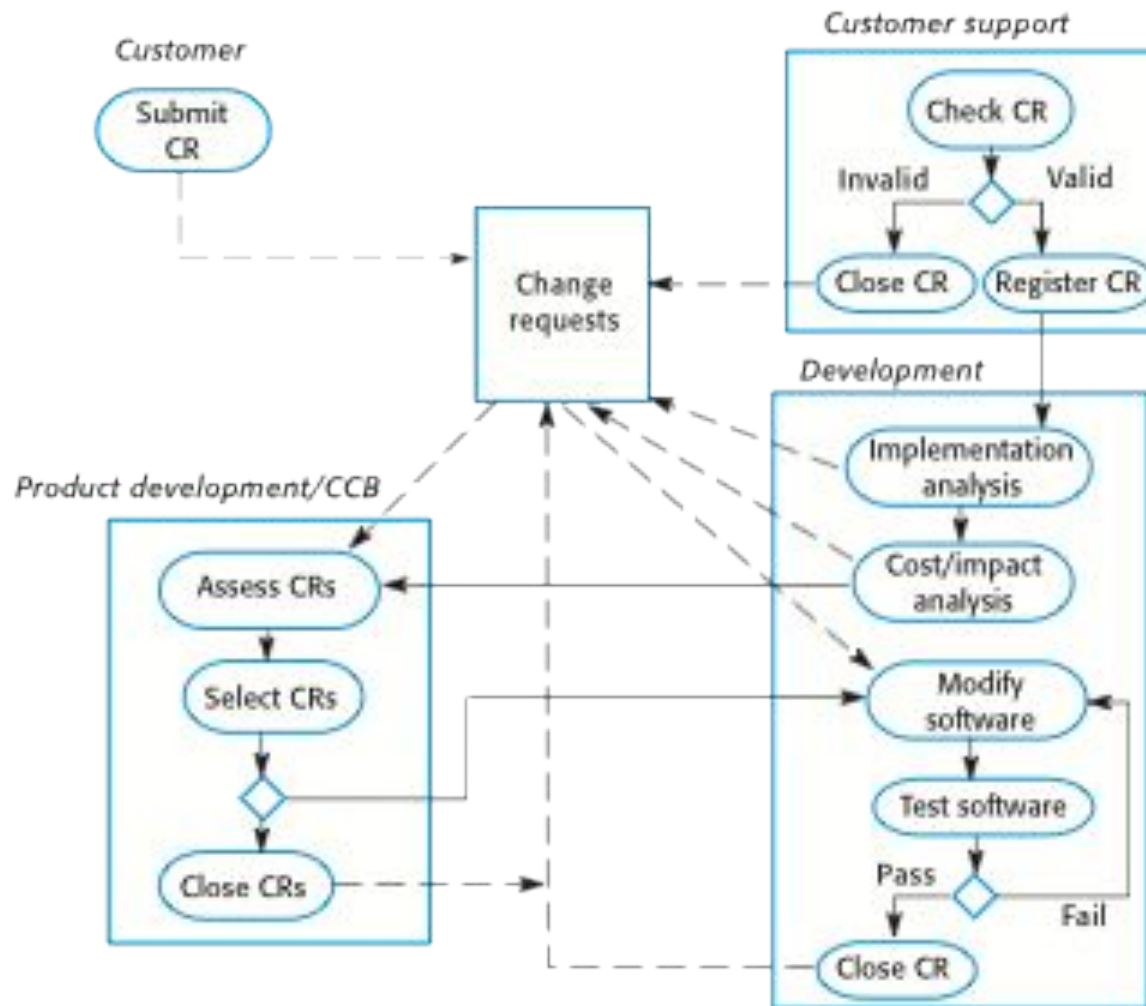 Customer
Submit
CR
Customer support
Check CR
Invalid
Valid
Close CR
Register CR
Change
requests
Development
Implementation
analysis
Cost/impact
analysis
Product development/CCB
Assess CRs
Select CRs
Close CRs
Modify
software
Test software
Pass
Fail
Close CR